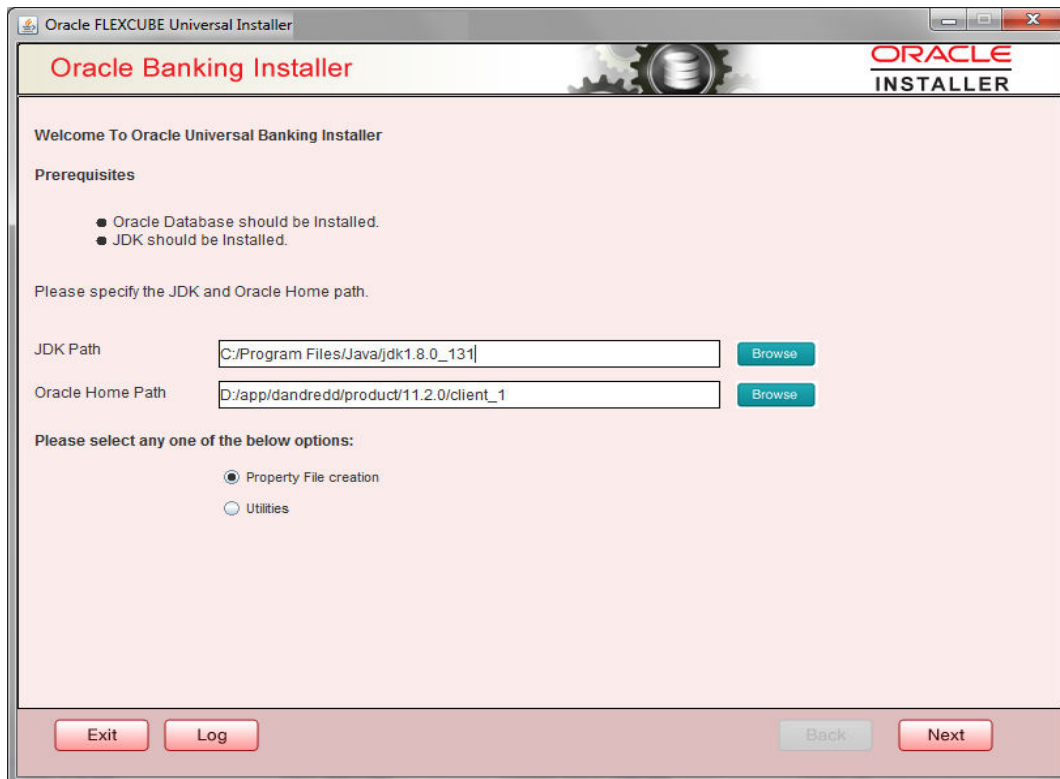 Oracle FLEXCUBE Universal Installer
Oracle Banking Installer
ORACLE
INSTALLER
Welcome To Oracle Universal Banking Installer
Prerequisites
Oracle Database should be Installed.
JDK should be Installed.
Please specify the JDK and Oracle Home path.
JDK Path C:/Program Files/Java/jdk1.8.0_131 Browse
Oracle Home Path D:/app/dandredd/product/11.2.0/client_1 Browse
Please select any one of the below options:
Property File creation
Utilities
Exit Log Back Next